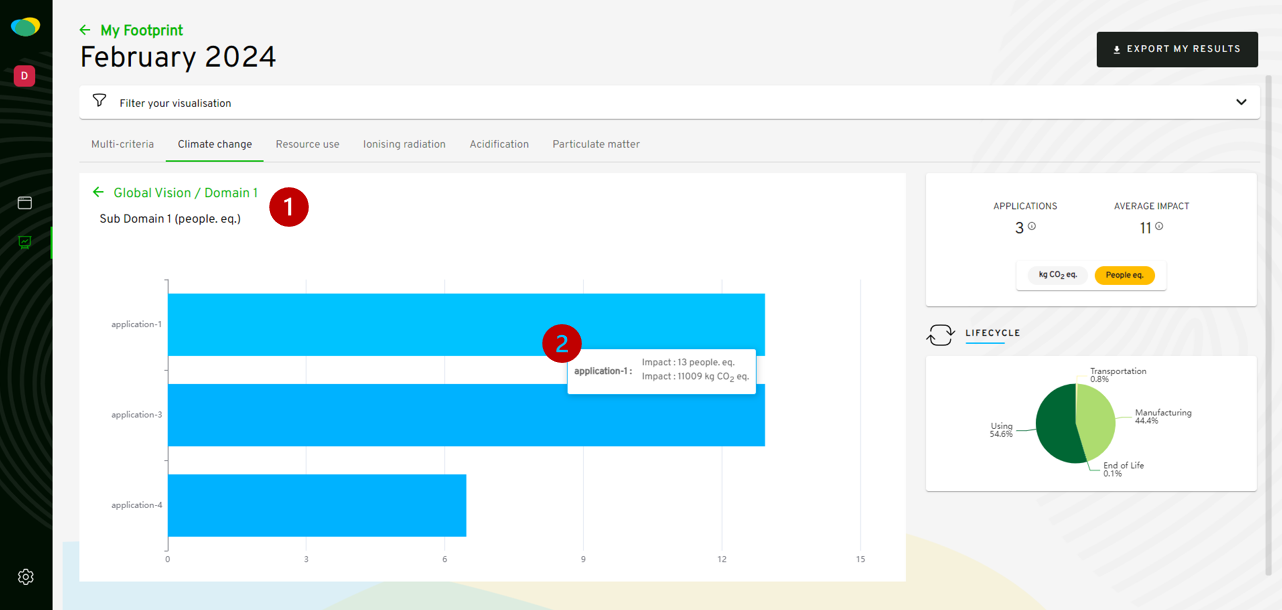 ← My Footprint
February 2024
EXPORT MY RESULTS
D
Filter your visualisation
Multi-criteria Climate change Resource use Ionising radiation Acidification Particulate matter
← Global Vision / Domain 1
1
Sub Domain 1 (people. eq.)
application-1
2
application-1 : Impact : 13 people. eq.
Impact : 11009 kg CO2 eq.
application-3
application-4
0 3 6 9 12 15
APPLICATIONS AVERAGE IMPACT
3 11
kg CO2 eq. People eq.
LIFECYCLE
Transportation
0.8%
Manufacturing
44.4%
Using
54.6%
End of Life
0.1%